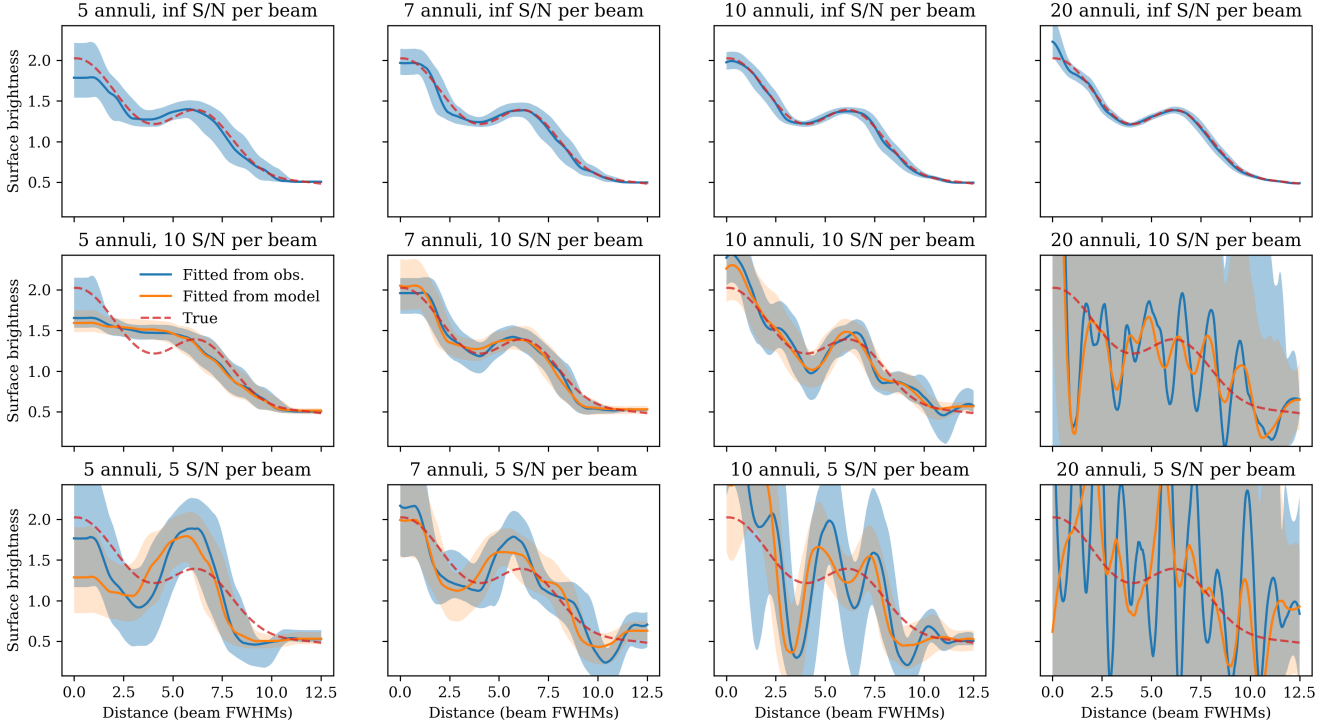 5 annuli, inf S/N per beam
7 annuli, inf S/N per beam
10 annuli, inf S/N per beam
20 annuli, inf S/N per beam
Surface brightness
2.0
1.5
1.0
0.5
5 annuli, 10 S/N per beam
7 annuli, 10 S/N per beam
10 annuli, 10 S/N per beam
20 annuli, 10 S/N per beam
Surface brightness
2.0
1.5
1.0
0.5
Fitted from obs.
Fitted from model
True
5 annuli, 5 S/N per beam
7 annuli, 5 S/N per beam
10 annuli, 5 S/N per beam
20 annuli, 5 S/N per beam
Surface brightness
2.0
1.5
1.0
0.5
0.0 2.5 5.0 7.5 10.0 12.5
0.0 2.5 5.0 7.5 10.0 12.5
0.0 2.5 5.0 7.5 10.0 12.5
0.0 2.5 5.0 7.5 10.0 12.5
Distance (beam FWHMs)
Distance (beam FWHMs)
Distance (beam FWHMs)
Distance (beam FWHMs)